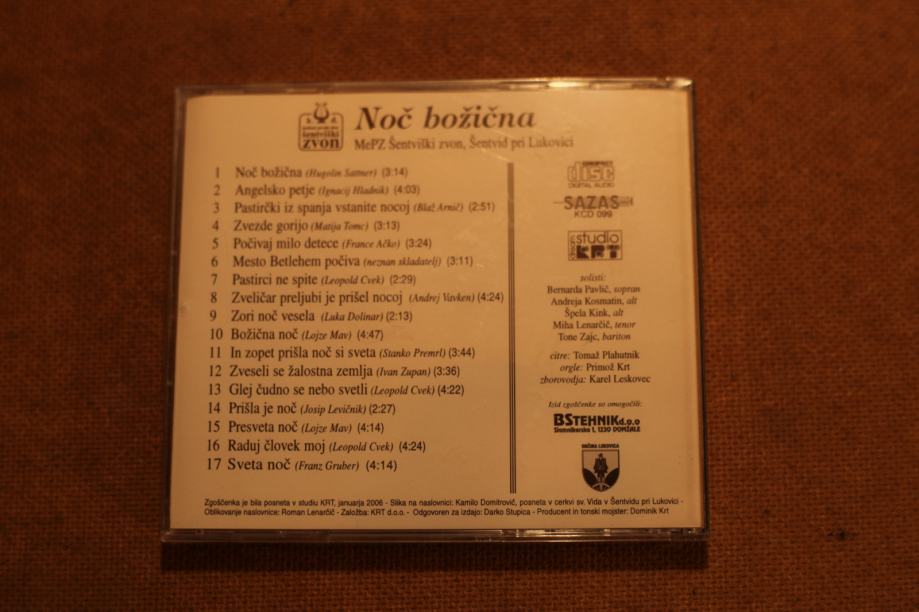 šentviški
zvon
Noč božična
MePZ Šentviški zvon, Šentvid pri Lukovici
1 Noč božična (Hugolin Sattner) (3:14)
2 Angelsko petje (Ignacij Hladnik) (4:03)
3 Pastirčki iz spanja vstanite nocoj (Blaž Arnič) (2:51)
4 Zvezde gorijo (Matija Tomc) (3:13)
5 Počivaj milo detece (France Ačko) (3:24)
6 Mesto Betlehem počiva (neznan skladatelj) (3:11)
7 Pastirci ne spite (Leopold Cvek) (2:29)
8 Zveličar preljubi je prišel nocoj (Andrej Vavken) (4:24)
9 Zori noč vesela (Luka Dolinar) (2:13)
10 Božična noč (Lojze Mav) (4:47)
11 In zopet prišla noč si sveta (Stanko Premrl) (3:44)
12 Zveseli se žalostna zemlja (Ivan Zupan) (3:36)
13 Glej čudno se nebo svetli (Leopold Cvek) (4:22)
14 Prišla je noč (Josip Levičnik) (2:27)
15 Presveta noč (Lojze Mav) (4:14)
16 Raduj človek moj (Leopold Cvek) (4:24)
17 Sveta noč (Franz Gruber) (4:14)
COMPACT
disc
DIGITAL AUDIO
SAZAS
KCD 099
studio
KRT
solisti:
Bernarda Pavlič, sopran
Andreja Kosmatin, alt
Špela Kink, alt
Miha Lenarčič, tenor
Tone Zajc, bariton
citre: Tomaž Plahutnik
orgle: Primož Krt
zborovodja: Karel Leskovec
Izid zgoščenke so omogočili:
BSTEHNIK d.o.o
Slamnikarska 1, 1230 DOMŽALE
OBČINA LUKOVICA
Zgoščenka je bila posneta v studiu KRT, januarja 2006 - Slika na naslovnici: Kamilo Domitrovič, posneta v cerkvi sv. Vida v Šentvidu pri Lukovici -
Oblikovanje naslovnice: Roman Lenarčič - Založba: KRT d.o.o. - Odgovoren za izdajo: Darko Stupica - Producent in tonski mojster: Dominik Krt